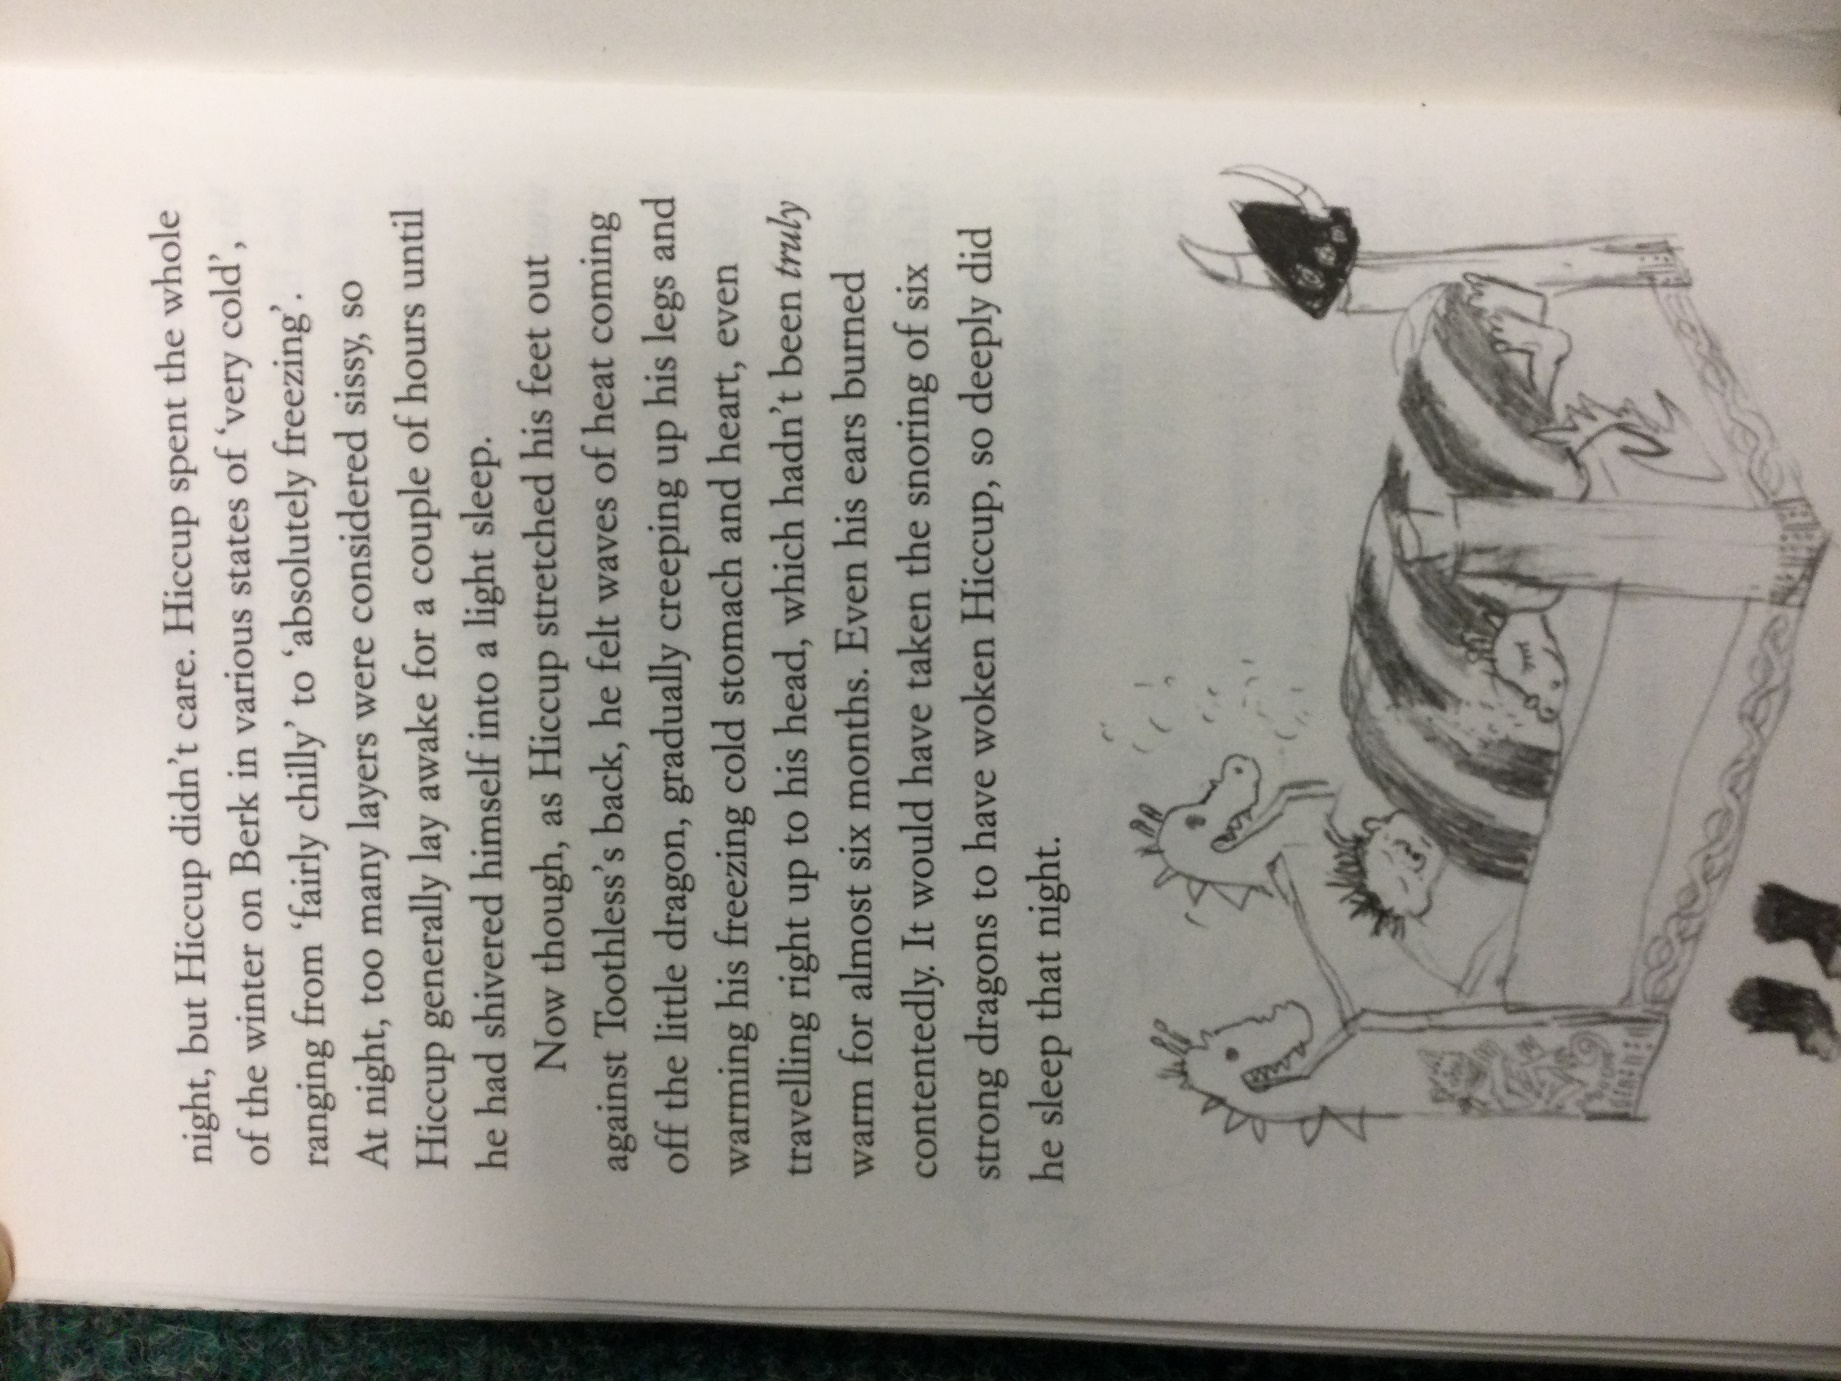 night, but Hiccup didn't care. Hiccup spent the whole
of the winter on Berk in various states of 'very cold',
ranging from 'fairly chilly' to 'absolutely freezing'.
At night, too many layers were considered sissy, so
Hiccup generally lay awake for a couple of hours until
he had shivered himself into a light sleep.
Now though, as Hiccup stretched his feet out
against Toothless's back, he felt waves of heat coming
off the little dragon, gradually creeping up his legs and
warming his freezing cold stomach and heart, even
travelling right up to his head, which hadn't been truly
warm for almost six months. Even his ears burned
contentedly. It would have taken the snoring of six
strong dragons to have woken Hiccup, so deeply did
he sleep that night.